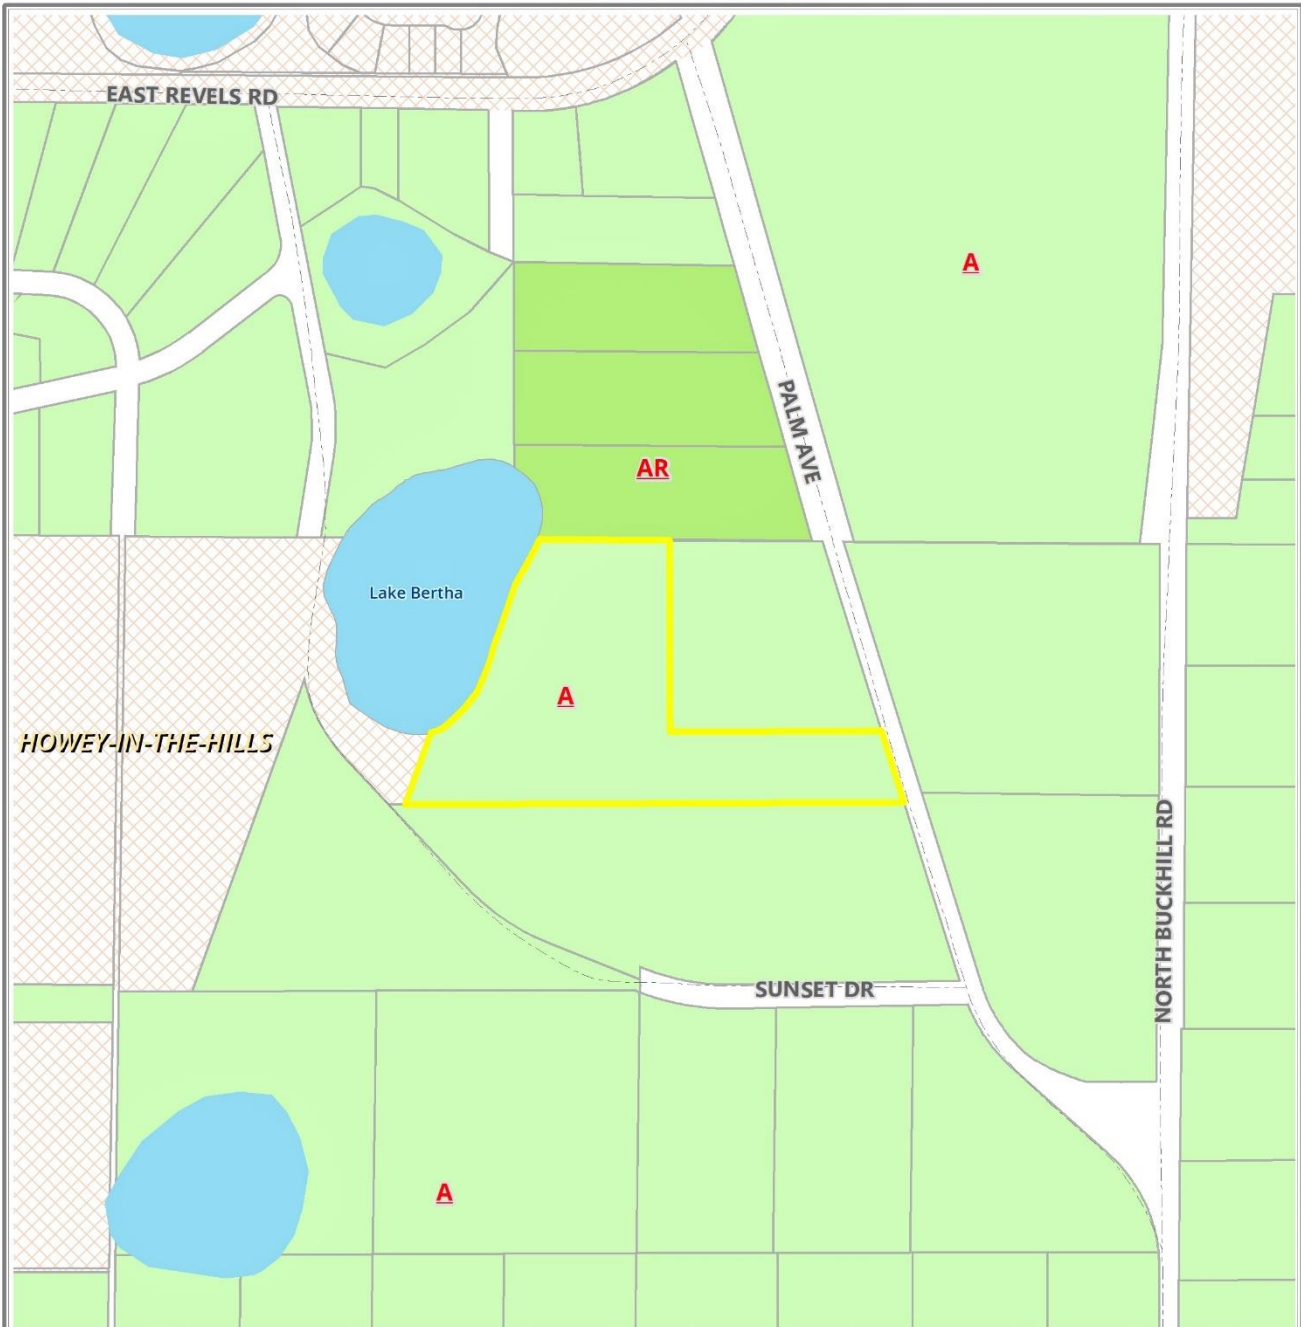 EAST REVELS RD
A
PALM AVE
AR
Lake Bertha
A
HOWEY-IN-THE-HILLS
NORTH BUCKHILL RD
SUNSET DR
A